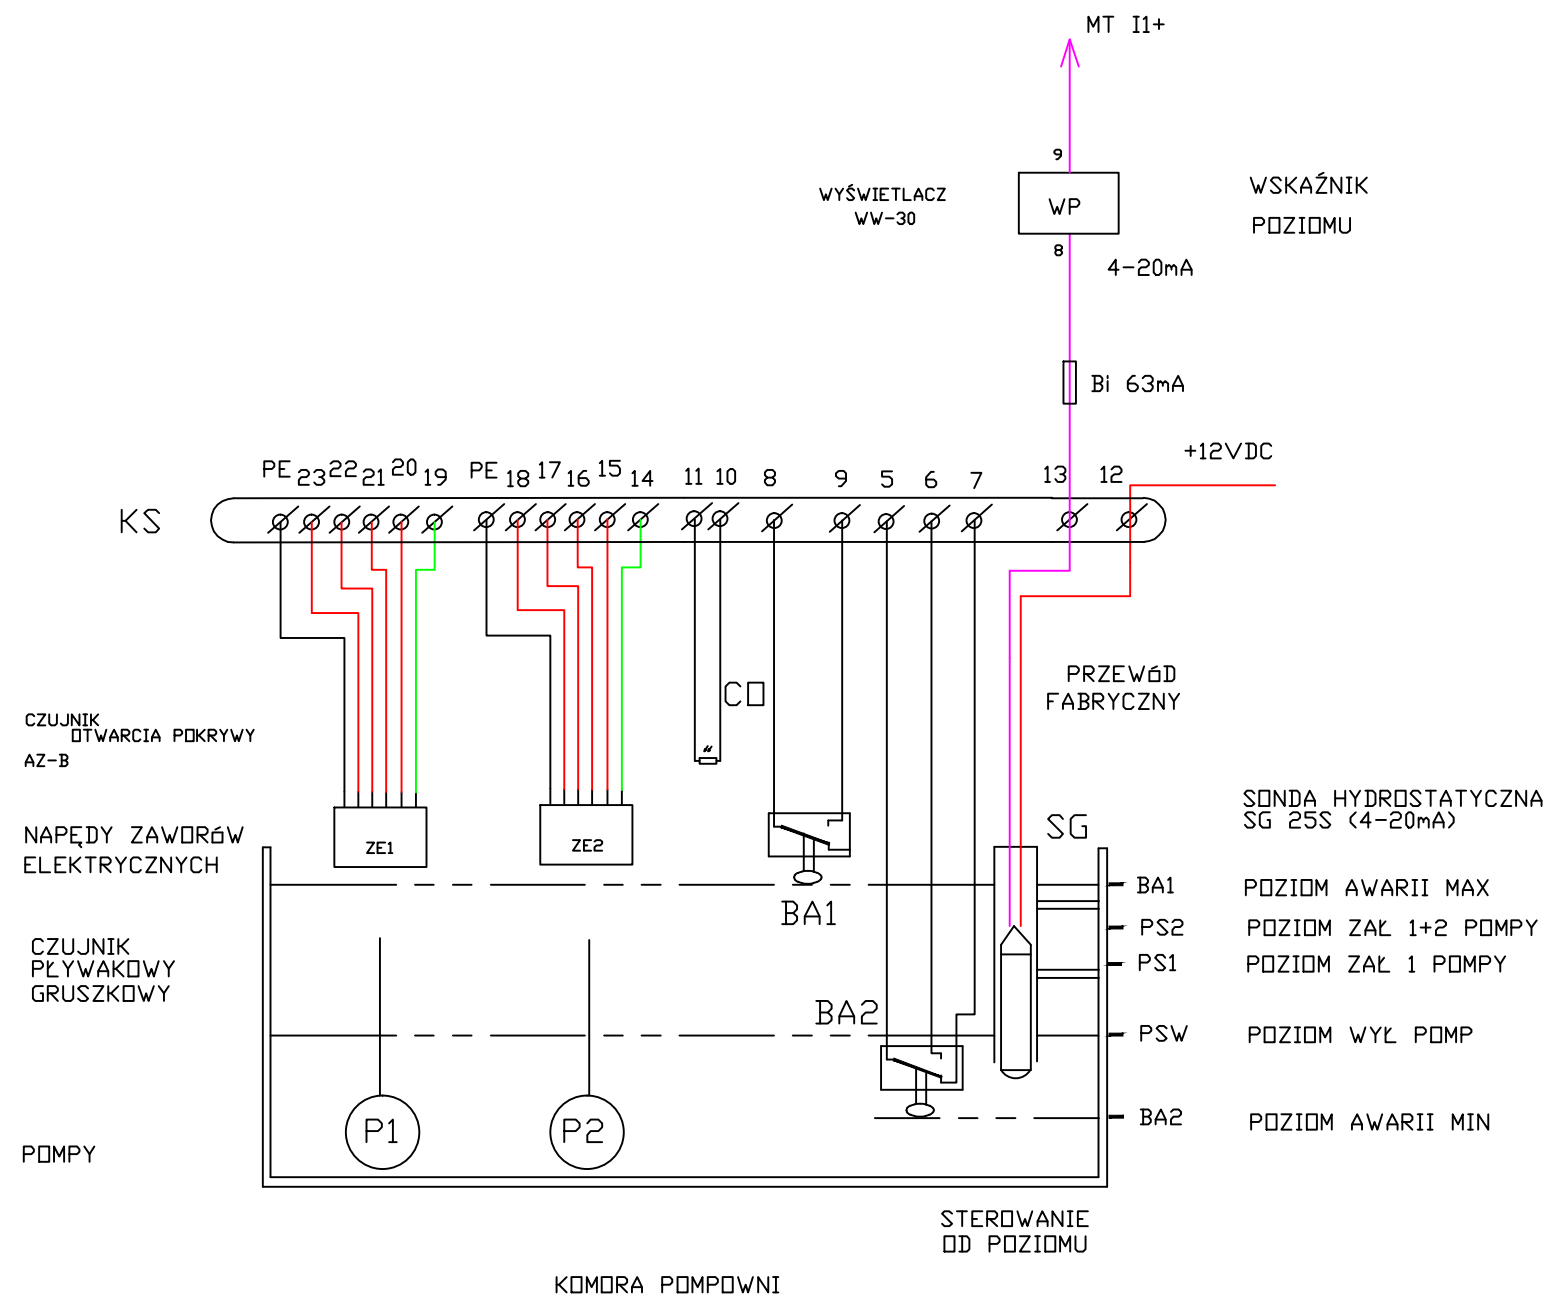 MT I1+
9
WYŚWIETLACZ
WW-30
WP
WSKAŹNIK
POZIOMU
8
4-20mA
Bi 63mA
+12VDC
PE 23 22 21 20 19 PE 18 17 16 15 14 11 10 8 9 5 6 7 13 12
KS
PRZEWóD
FABRYCZNY
CO
CZUJNIK
OTWARCIA POKRYWY
AZ-B
SONDA HYDROSTATYCZNA
SG 25S (4-20mA)
SG
NAPĘDY ZAWORóW
ELEKTRYCZNYCH
ZE1
ZE2
BA1
BA1 POZIOM AWARII MAX
PS2 POZIOM ZAŁ 1+2 POMPY
PS1 POZIOM ZAŁ 1 POMPY
CZUJNIK
PŁYWAKOWY
GRUSZKOWY
BA2
PSW POZIOM WYŁ POMP
BA2 POZIOM AWARII MIN
P1
P2
POMPY
STEROWANIE
OD POZIOMU
KOMORA POMPOWNI